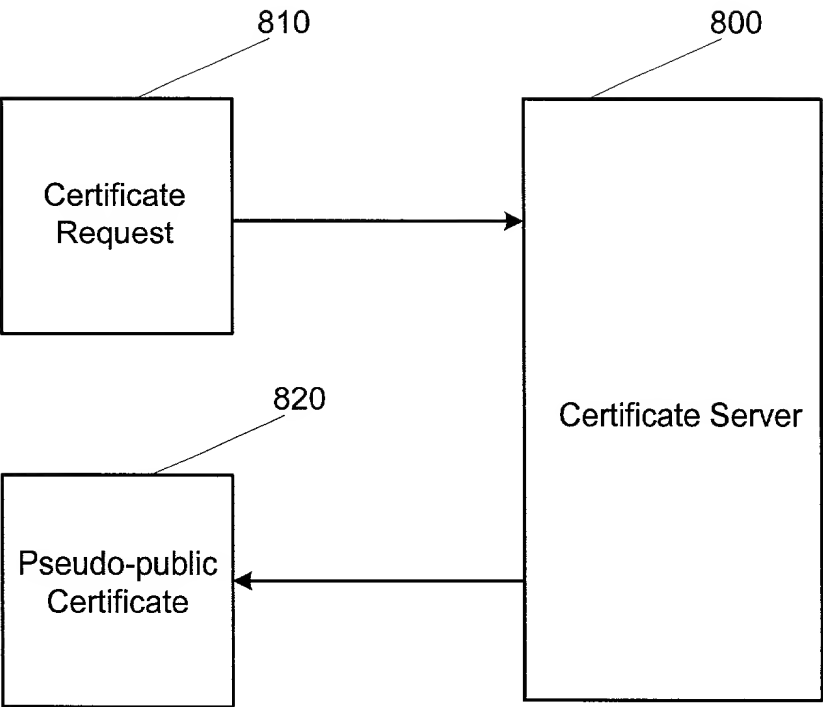 810
800
Certificate
Request
Certificate Server
820
Pseudo-public
Certificate